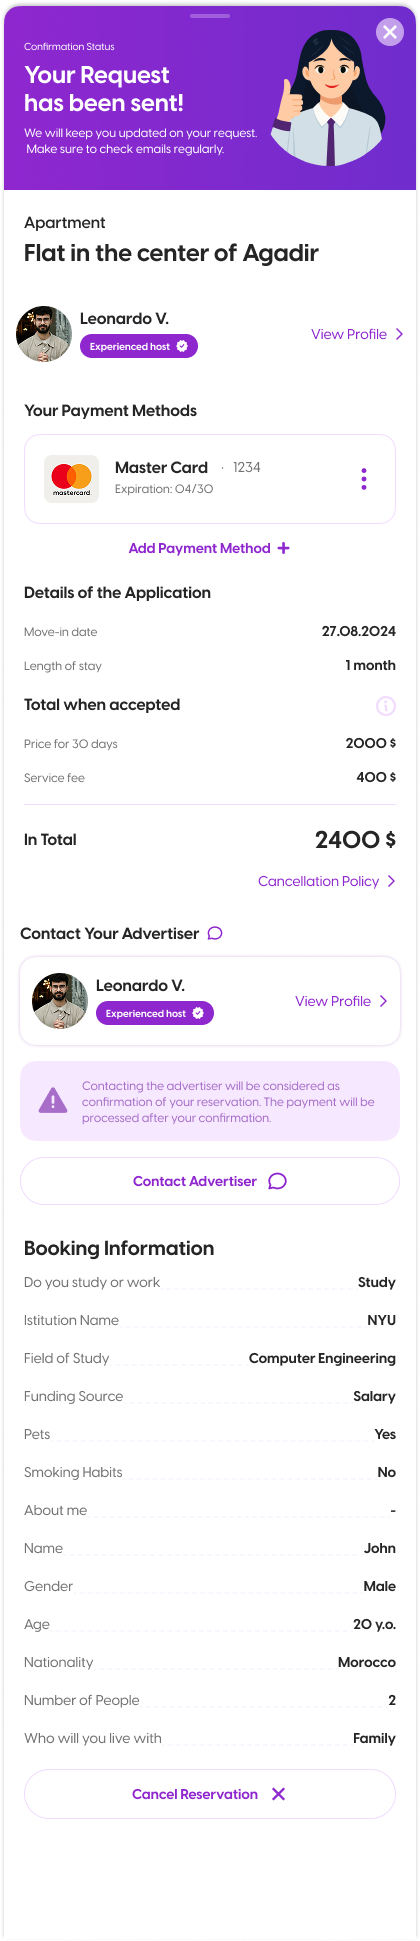 Confirmation Status
Your Request
has been sent!
We will keep you updated on your request.
Make sure to check emails regularly.
Apartment
Flat in the center of Agadir
Leonardo V.
Experienced host
View Profile
Your Payment Methods
Master Card · 1234
Expiration: 04/30
mastercard
Add Payment Method
Details of the Application
Move-in date 27.08.2024
Length of stay 1 month
Total when accepted
Price for 30 days 2000 $
Service fee 400 $
In Total 2400 $
Cancellation Policy
Contact Your Advertiser
Leonardo V.
Experienced host
View Profile
Contacting the advertiser will be considered as
confirmation of your reservation. The payment will be
processed after your confirmation.
Contact Advertiser
Booking Information
Do you study or work Study
Istitution Name NYU
Field of Study Computer Engineering
Funding Source Salary
Pets Yes
Smoking Habits No
About me -
Name John
Gender Male
Age 20 y.o.
Nationality Morocco
Number of People 2
Who will you live with Family
Cancel Reservation